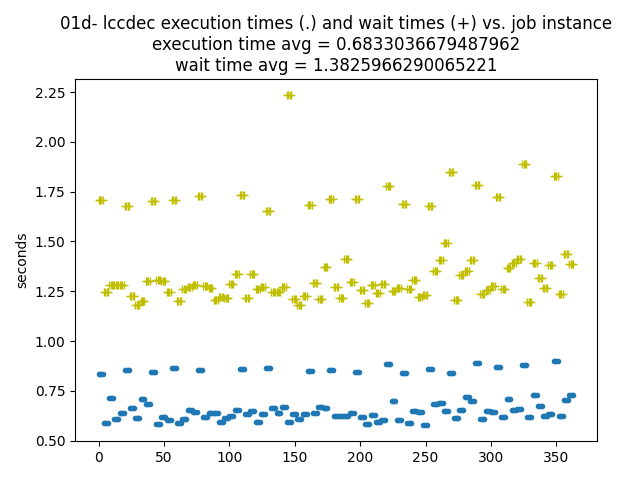 01d- lccdec execution times (.) and wait times (+) vs. job instance
execution time avg = 0.6833036679487962
wait time avg = 1.3825966290065221
2.25
2.00
1.75
1.50
1.25
1.00
0.75
0.50
seconds
0 50 100 150 200 250 300 350